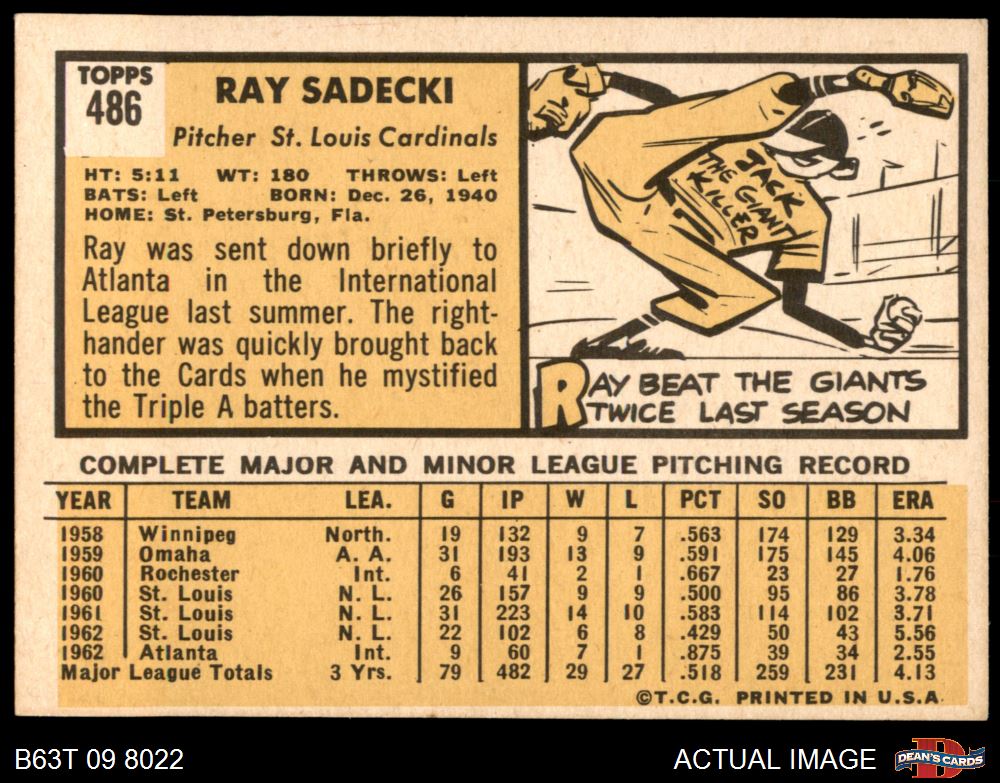 TOPPS
486
RAY SADECKI
Pitcher St. Louis Cardinals
HT: 5:11 WT: 180 THROWS: Left
BATS: Left BORN: Dec. 26, 1940
HOME: St. Petersburg, Fla.
Ray was sent down briefly to
Atlanta in the International
League last summer. The right-
hander was quickly brought back
to the Cards when he mystified
the Triple A batters.
JACK
THE GIANT
KILLER
RAY BEAT THE GIANTS
TWICE LAST SEASON
COMPLETE MAJOR AND MINOR LEAGUE PITCHING RECORD
YEAR TEAM LEA. G IP W L PCT SO BB ERA
1958 Winnipeg North. 19 132 9 7 .563 174 129 3.34
1959 Omaha A. A. 31 193 13 9 .591 175 145 4.06
1960 Rochester Int. 6 41 2 1 .667 23 27 1.76
1960 St. Louis N. L. 26 157 9 9 .500 95 86 3.78
1961 St. Louis N. L. 31 223 14 10 .583 114 102 3.71
1962 St. Louis N. L. 22 102 6 8 .429 50 43 5.56
1962 Atlanta Int. 9 60 7 1 .875 39 34 2.55
Major League Totals 3 Yrs. 79 482 29 27 .518 259 231 4.13
©T.C.G. PRINTED IN U.S.A.
B63T 09 8022
ACTUAL IMAGE
D
DEAN'S CARDS